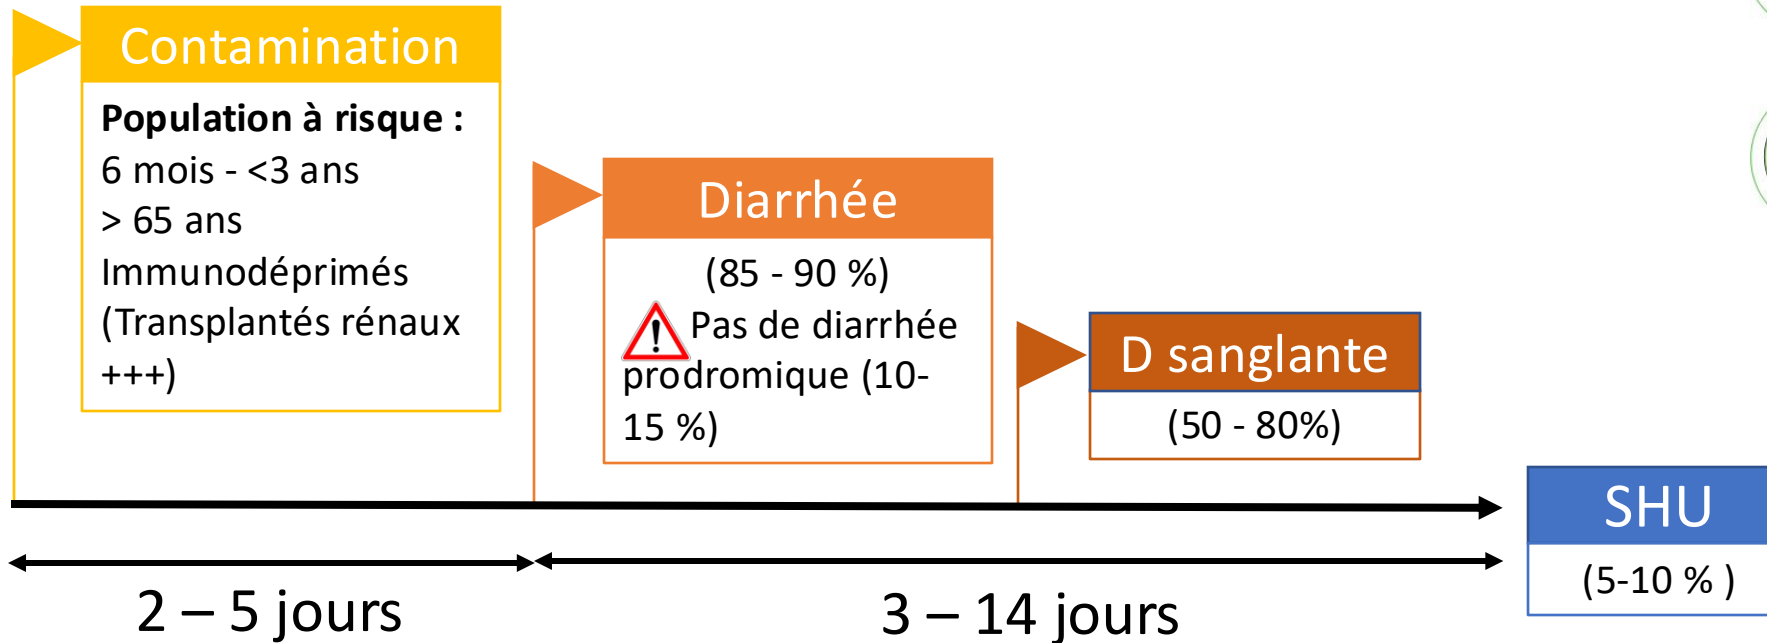 Contamination
Population à risque :
6 mois - <3 ans
> 65 ans
Immunodéprimés
(Transplantés rénaux
+++)
Diarrhée
(85 - 90 %)
Pas de diarrhée
prodromique (10-
15 %)
D sanglante
(50 - 80%)
SHU
(5-10 % )
2 – 5 jours
3 – 14 jours